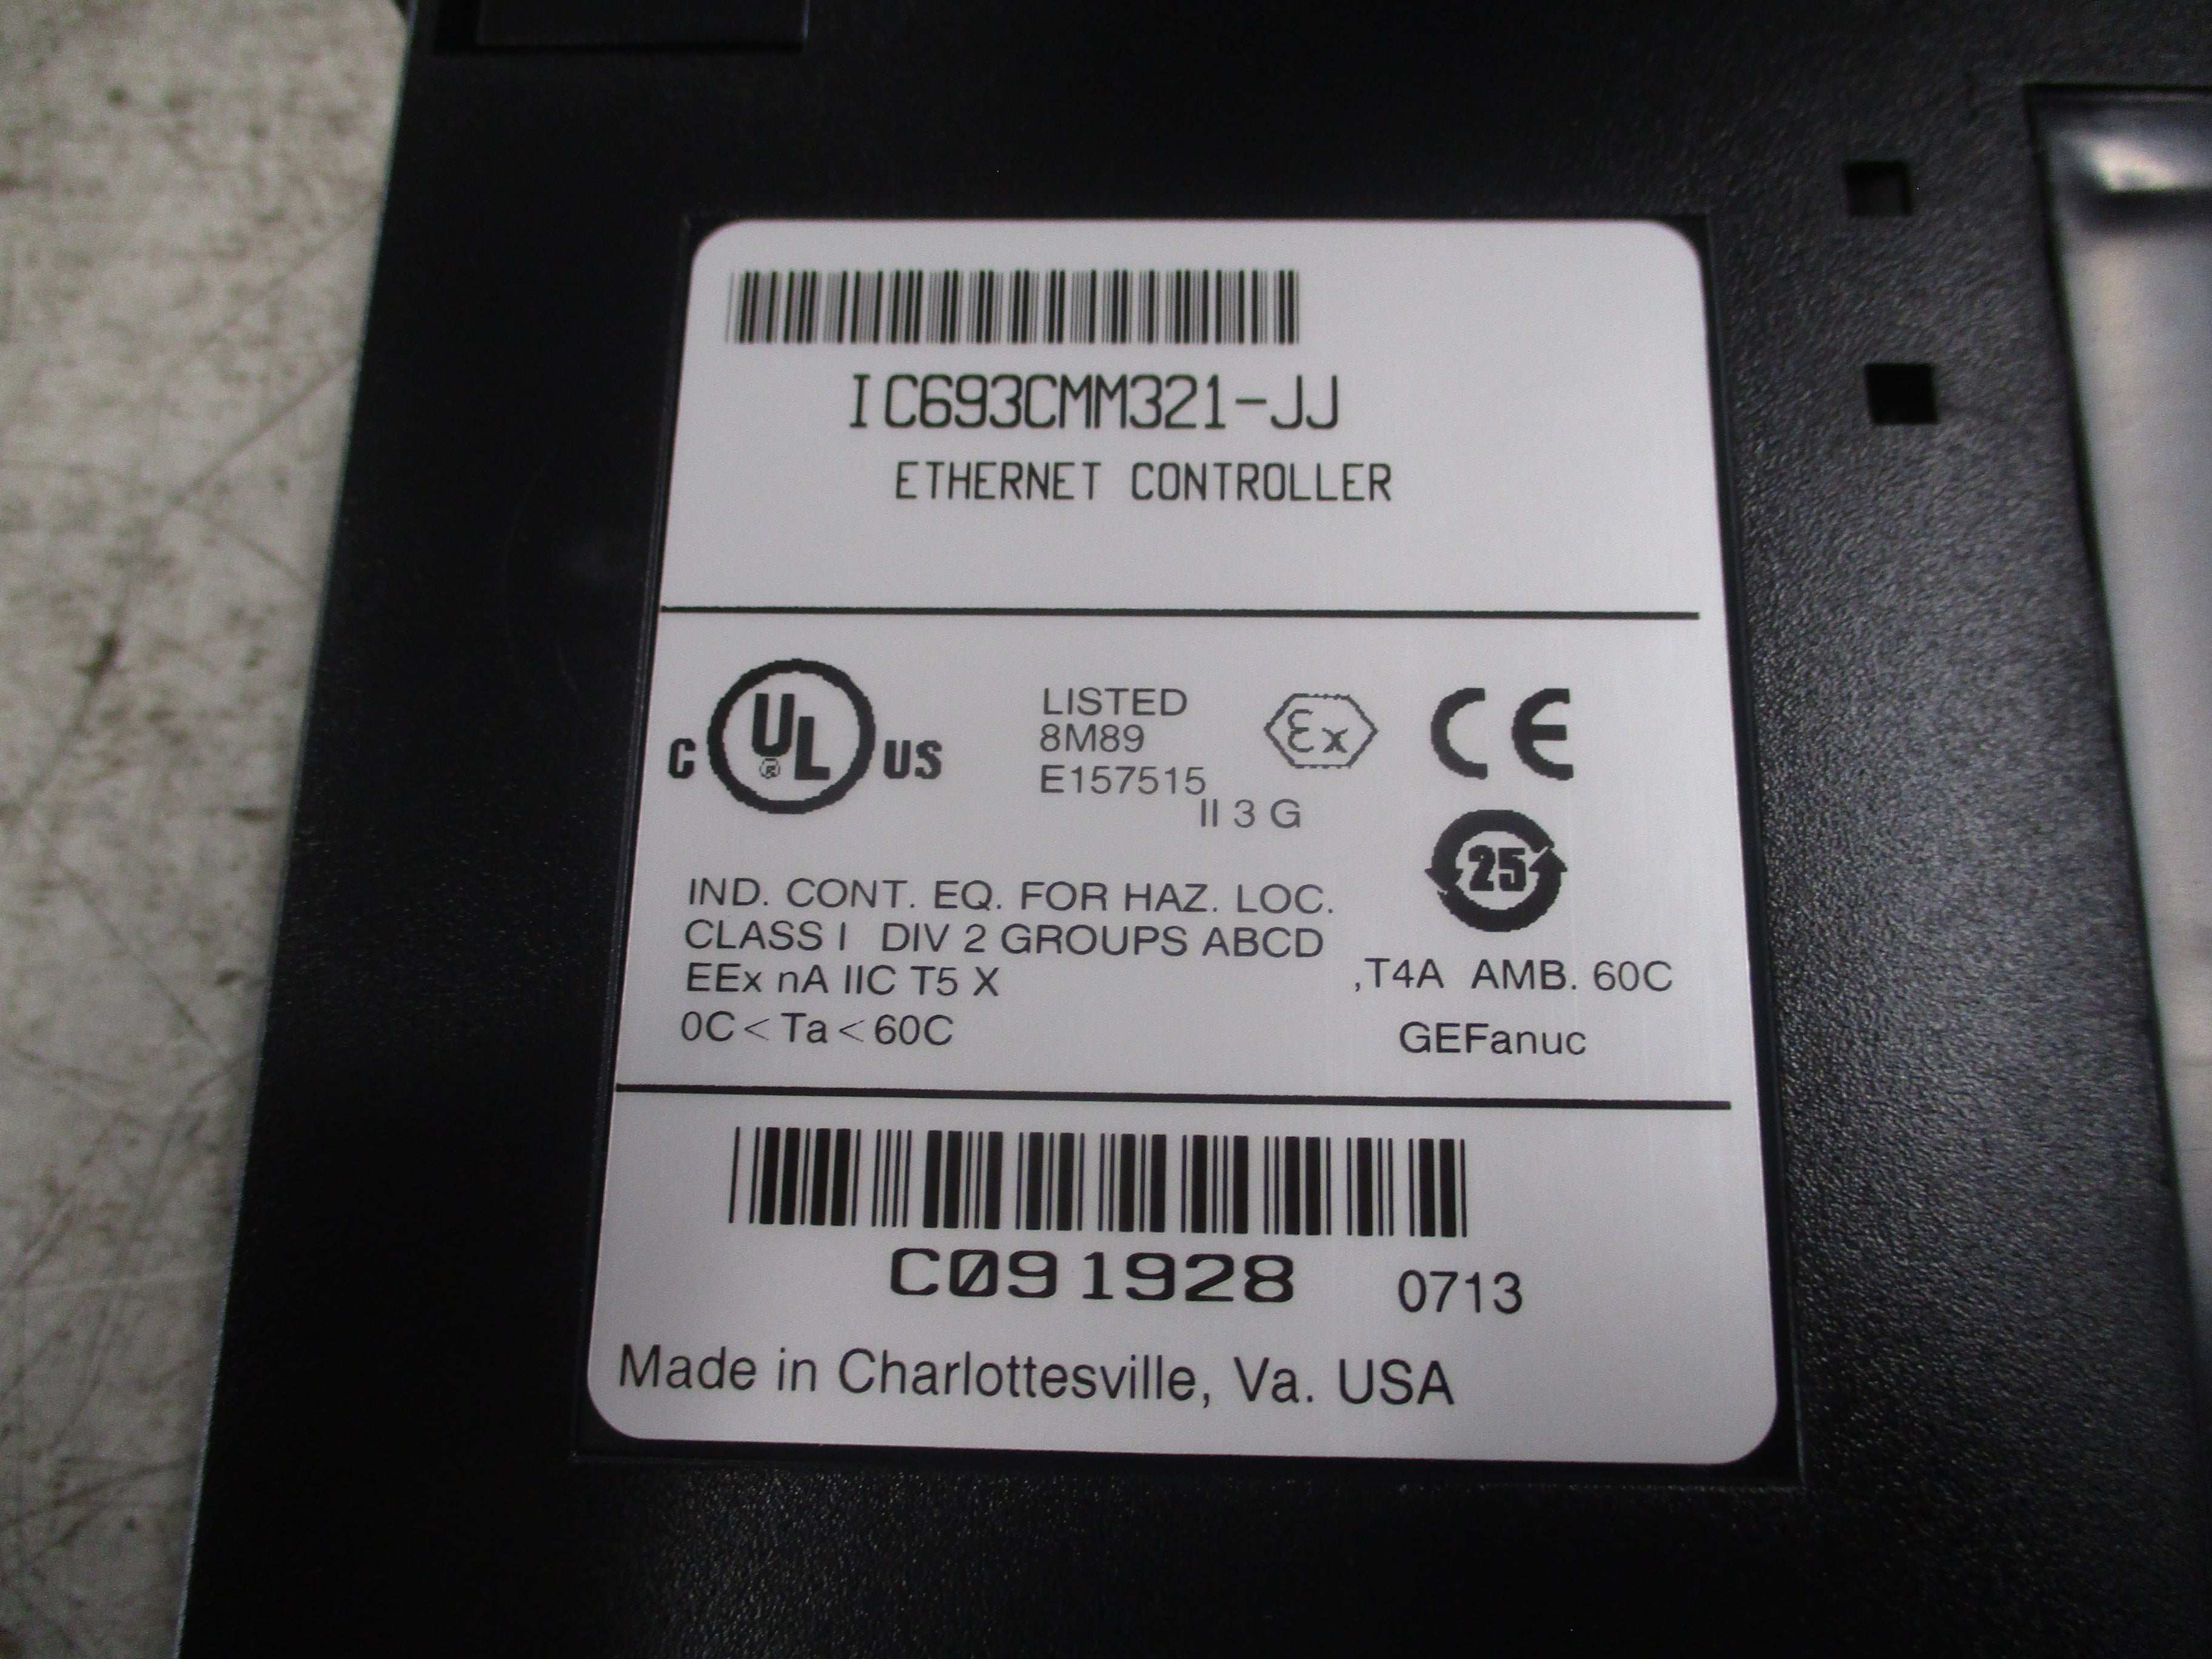 IC693CMM321-JJ
ETHERNET CONTROLLER
C UL US
®
LISTED
8M89
E157515
II 3 G
Ex
CE
25
IND. CONT. EQ. FOR HAZ. LOC.
CLASS I DIV 2 GROUPS ABCD
EEx nA IIC T5 X
,T4A AMB. 60C
0C < Ta < 60C
GEFanuc
C091928 0713
Made in Charlottesville, Va. USA